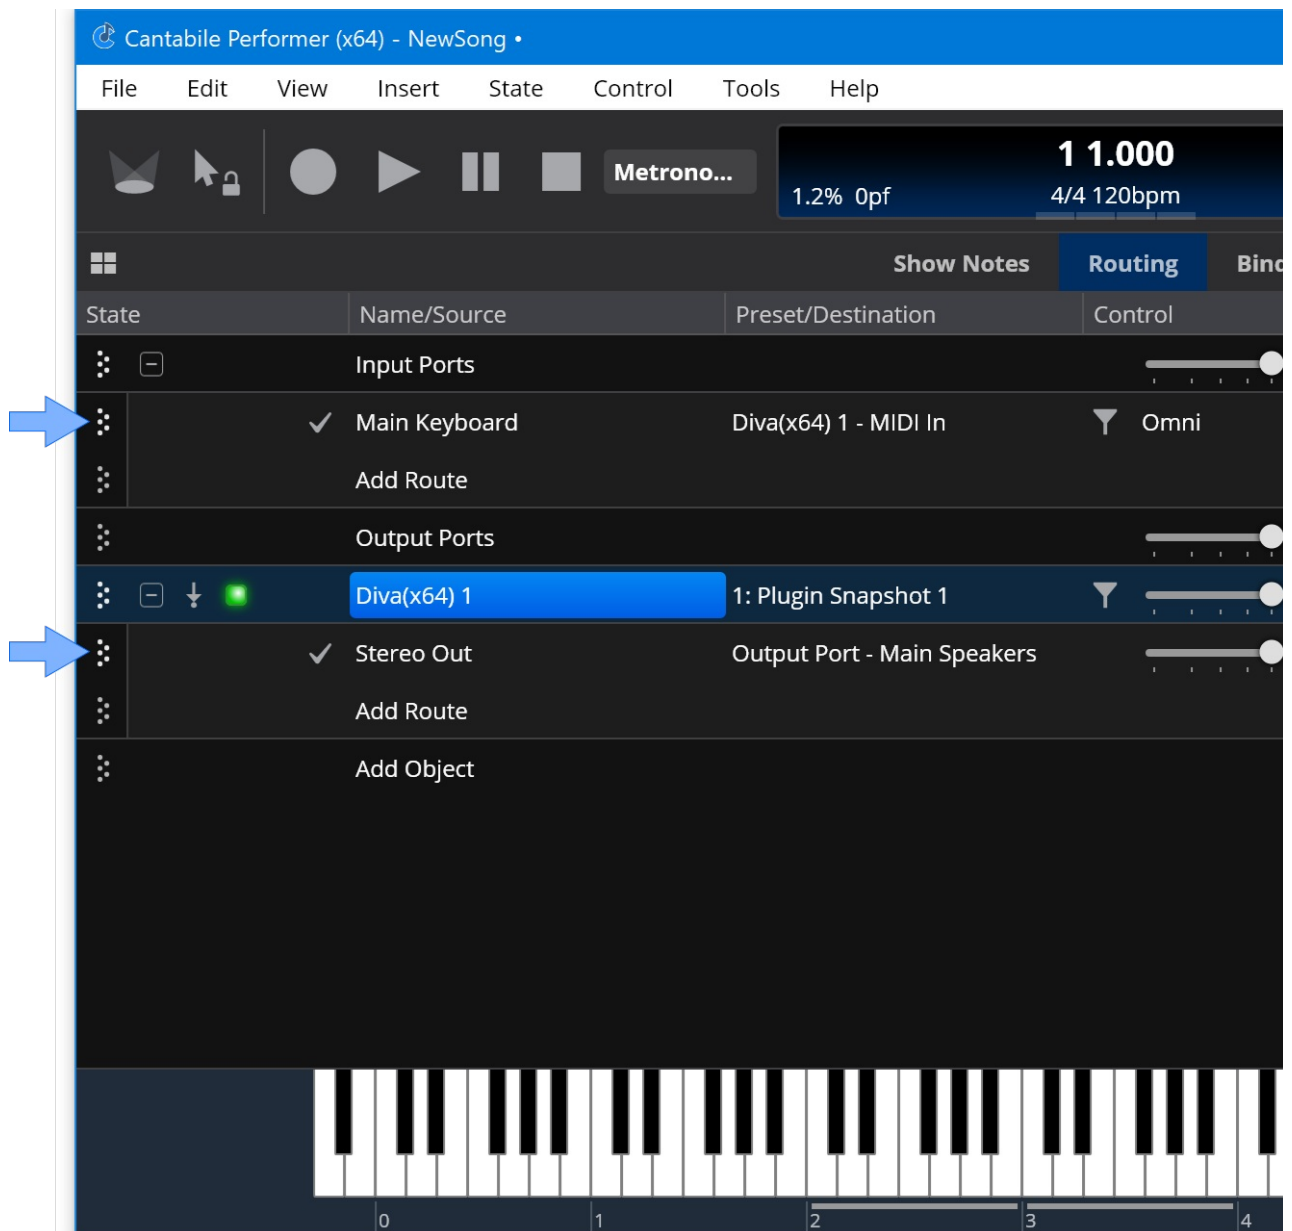 Cantabile Performer (x64) - NewSong •
File Edit View Insert State Control Tools Help
Metrono...
1 1.000
1.2% 0pf 4/4 120bpm
Show Notes Routing Bind
State Name/Source Preset/Destination Control
Input Ports
Main Keyboard Diva(x64) 1 - MIDI In Omni
Add Route
Output Ports
Diva(x64) 1 1: Plugin Snapshot 1
Stereo Out Output Port - Main Speakers
Add Route
Add Object
0 1 2 3 4